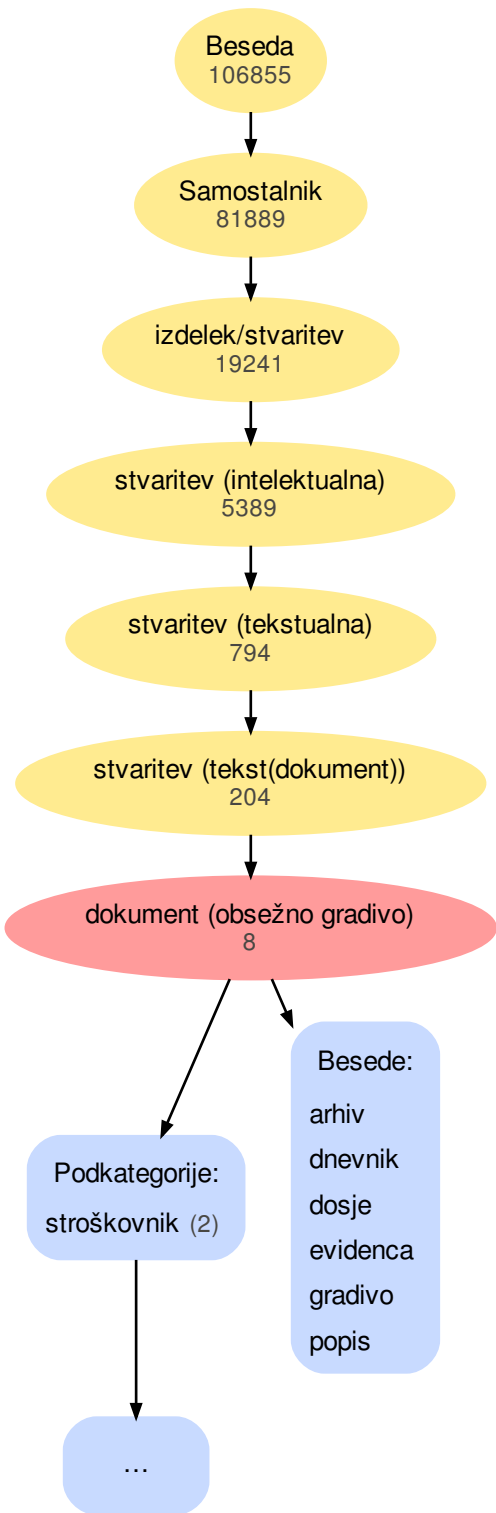 Beseda
106855
Samostalnik
81889
izdelek/stvaritev
19241
stvaritev (intelektualna)
5389
stvaritev (tekstualna)
794
stvaritev (tekst(dokument))
204
dokument (obsežno gradivo)
8
Podkategorije:
stroškovnik (2)
...
Besede:
arhiv
dnevnik
dosje
evidenca
gradivo
popis